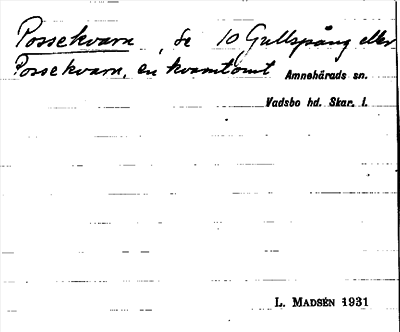 Possekvarn, se 10 Gullspång eller
Possekvarn, en kvarntomt Amnehärads sn.
Vadsbo hd. Skar. l.
L. MADSÉN 1931